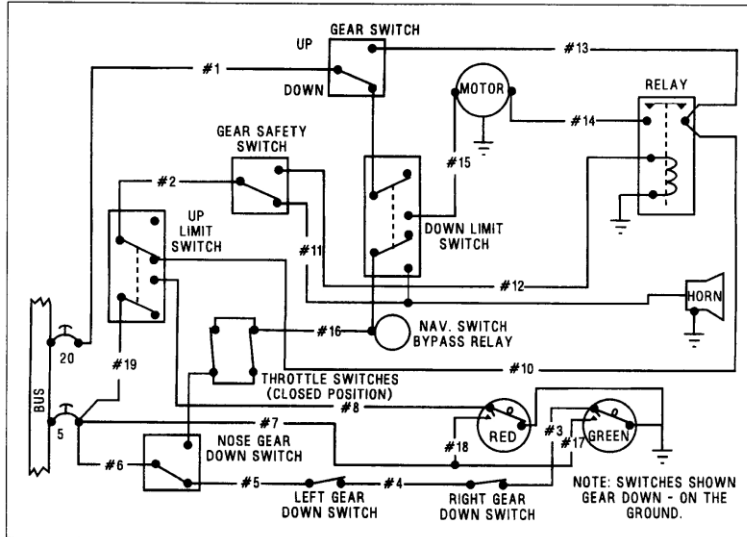 GEAR SWITCH
UP
#1
#13
DOWN
MOTOR
RELAY
#14
GEAR SAFETY
SWITCH
#15
#2
UP
LIMIT
SWITCH
#11
DOWN LIMIT
SWITCH
#12
HORN
#16
NAV. SWITCH
BYPASS RELAY
20
#19
#10
THROTTLE SWITCHES
(CLOSED POSITION)
BUS
5
#8
#7
RED
#3
#17
GREEN
#18
NOSE GEAR
DOWN SWITCH
#6
#5
LEFT GEAR
DOWN SWITCH
#4
RIGHT GEAR
DOWN SWITCH
NOTE: SWITCHES SHOWN
GEAR DOWN - ON THE
GROUND.